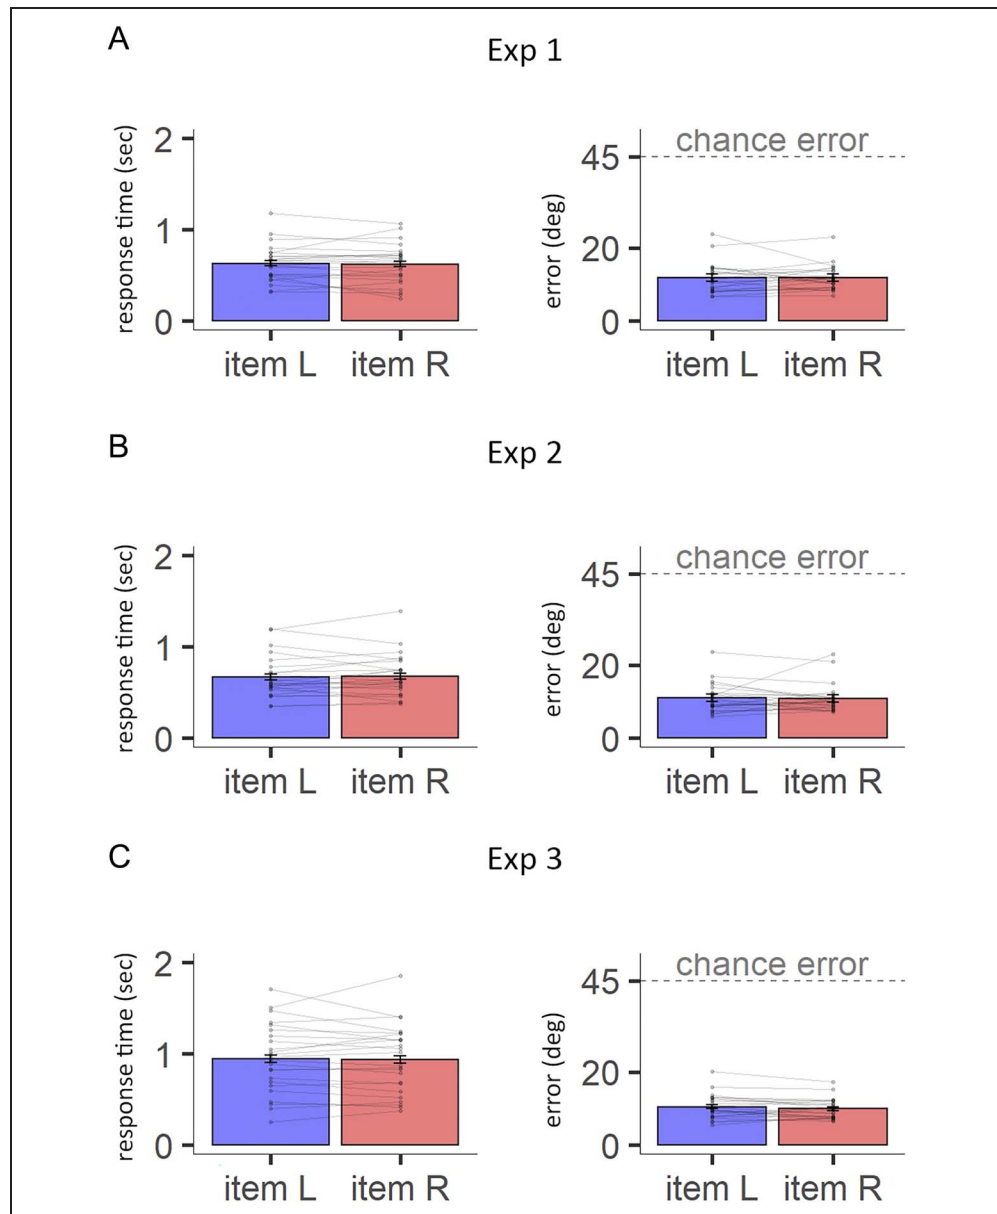 A
Exp 1
response time (sec)
2
1
0
item L item R
error (deg)
chance error
45
20
0
item L item R
B
Exp 2
response time (sec)
2
1
0
item L item R
error (deg)
chance error
45
20
0
item L item R
C
Exp 3
response time (sec)
2
1
0
item L item R
error (deg)
chance error
45
20
0
item L item R